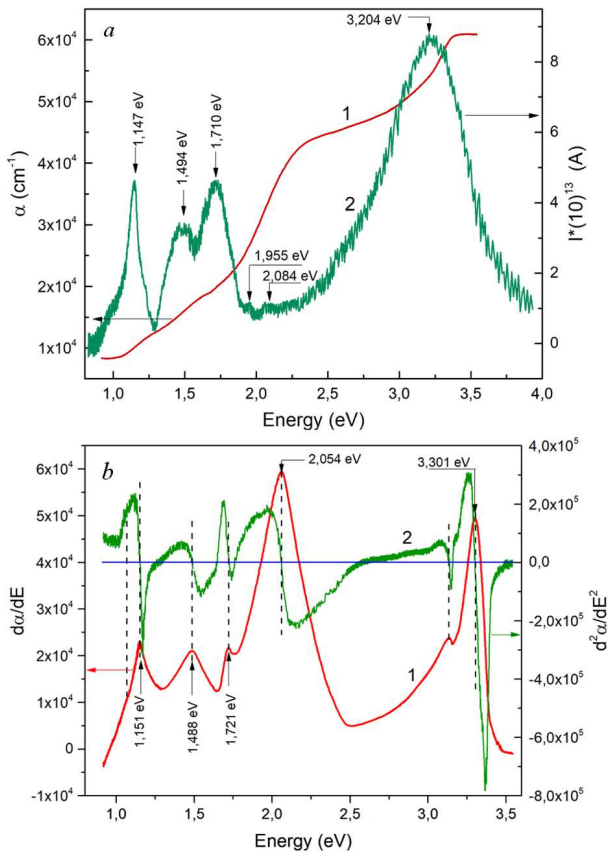 a
6x10⁴
5x10⁴
4x10⁴
3x10⁴
2x10⁴
1x10⁴
α (cm⁻¹)
1,147 eV
1,494 eV
1,710 eV
1,955 eV
2,084 eV
3,204 eV
1
2
8
6
4
2
0
I*(10)¹³ (A)
1,0 1,5 2,0 2,5 3,0 3,5 4,0
Energy (eV)
b
6x10⁴
5x10⁴
4x10⁴
3x10⁴
2x10⁴
1x10⁴
0
-1x10⁴
dα/dE
2,054 eV
3,301 eV
2
1
1,151 eV
1,488 eV
1,721 eV
4,0x10⁵
2,0x10⁵
0,0
-2,0x10⁵
-4,0x10⁵
-6,0x10⁵
-8,0x10⁵
d²α/dE²
1,0 1,5 2,0 2,5 3,0 3,5
Energy (eV)